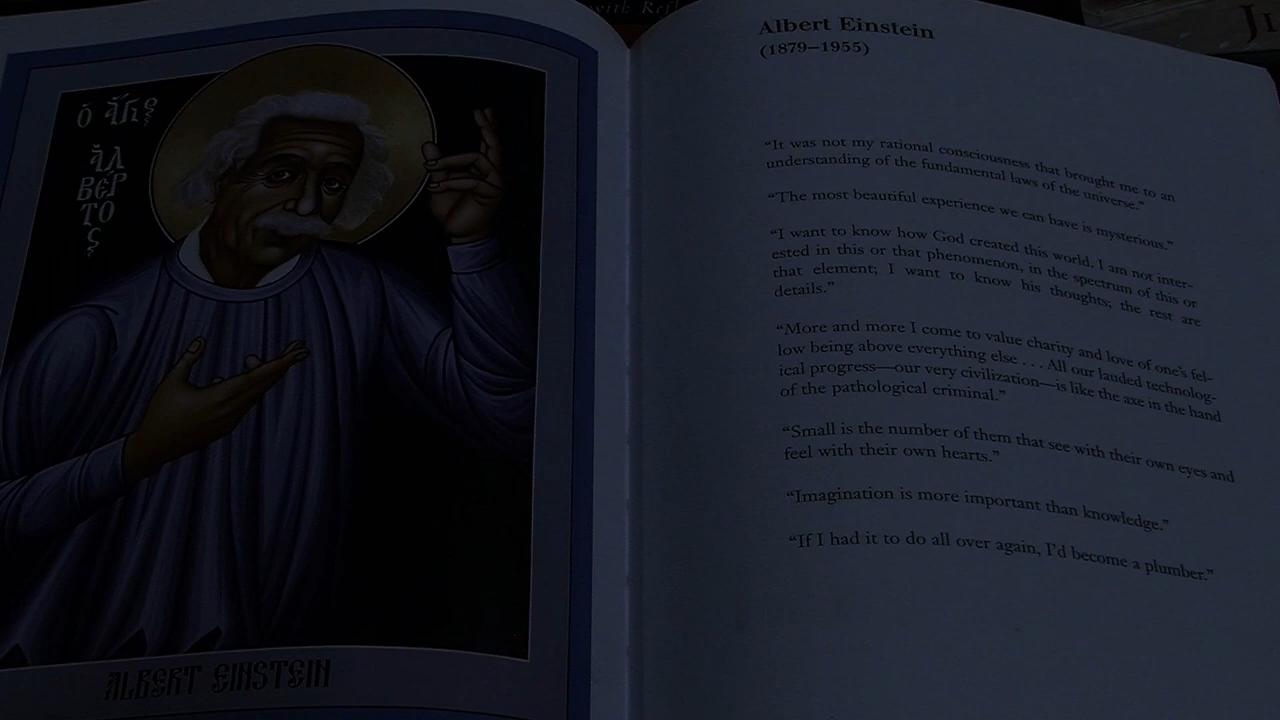 with Refl
ὁ ἅγις
ἄλ
βερ
το
ς
ALBERT EINSTEIN
Albert Einstein
(1879–1955)
“It was not my rational consciousness that brought me to an
understanding of the fundamental laws of the universe.”
“The most beautiful experience we can have is mysterious.”
“I want to know how God created this world. I am not inter-
ested in this or that phenomenon, in the spectrum of this or
that element; I want to know his thoughts; the rest are
details.”
“More and more I come to value charity and love of one’s fel-
low being above everything else . . . All our lauded technolog-
ical progress—our very civilization—is like the axe in the hand
of the pathological criminal.”
“Small is the number of them that see with their own eyes and
feel with their own hearts.”
“Imagination is more important than knowledge.”
“If I had it to do all over again, I’d become a plumber.”